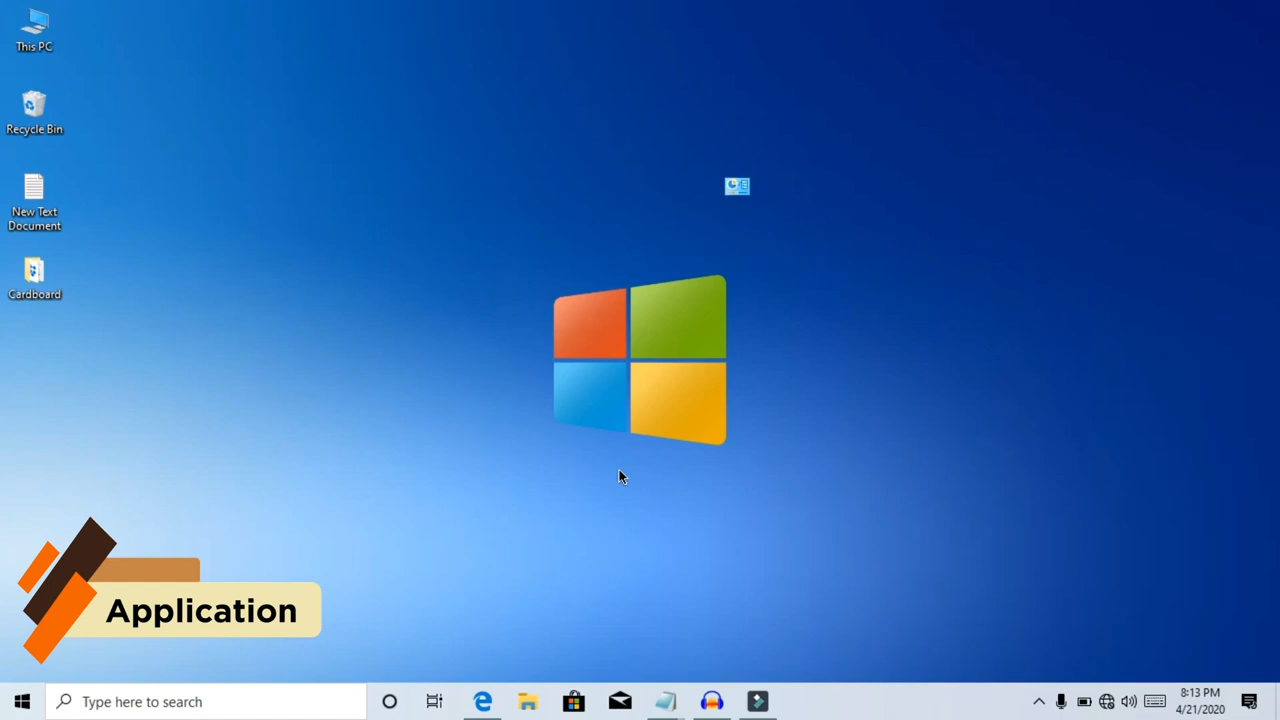 This PC
Recycle Bin
New Text
Document
Cardboard
Application
Type here to search
8:13 PM
4/21/2020